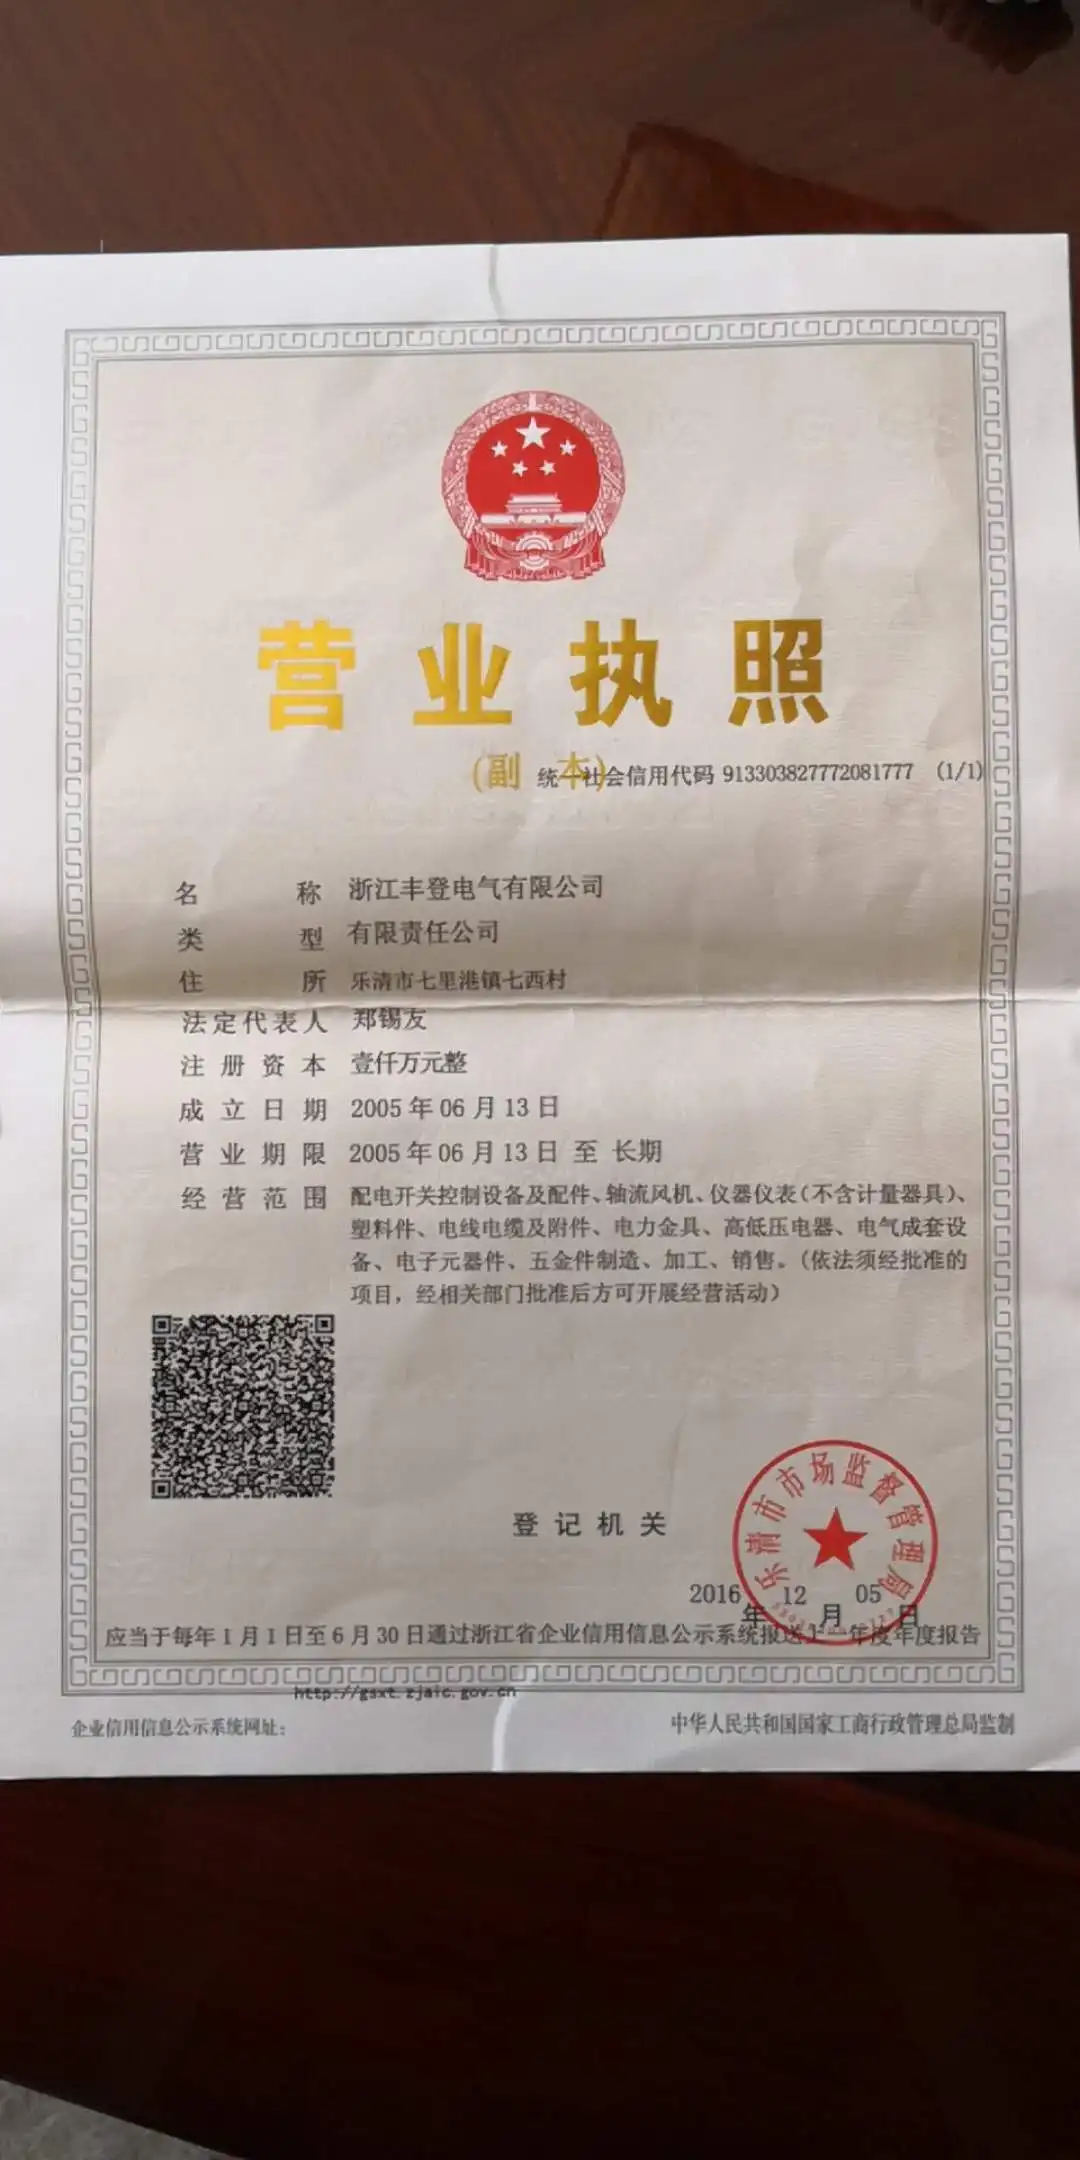 营业执照
(副本)
统一社会信用代码 913303827772081777 (1/1)
名称 浙江丰登电气有限公司
类型 有限责任公司
住所 乐清市七里港镇七西村
法定代表人 郑锡友
注册资本 壹仟万元整
成立日期 2005年06月13日
营业期限 2005年06月13日 至 长期
经营范围 配电开关控制设备及配件、轴流风机、仪器仪表(不含计量器具)、
塑料件、电线电缆及附件、电力金具、高低压电器、电气成套设
备、电子元器件、五金件制造、加工、销售。(依法须经批准的
项目,经相关部门批准后方可开展经营活动)
登记机关
乐清市市场监督管理局
2016年12月05日
应当于每年1月1日至6月30日通过浙江省企业信用信息公示系统报送上一年度年度报告
http://gsxt.zjaic.gov.cn
企业信用信息公示系统网址:
中华人民共和国国家工商行政管理总局监制